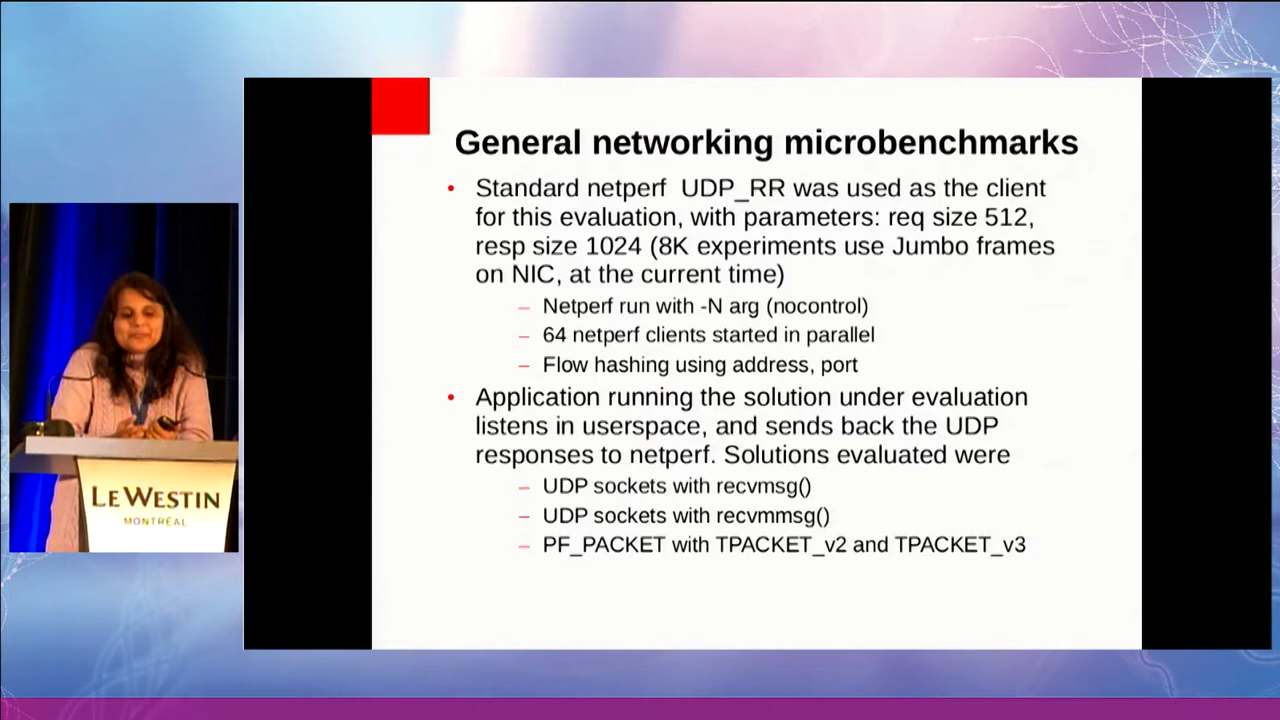 General networking microbenchmarks
• Standard netperf UDP_RR was used as the client
for this evaluation, with parameters: req size 512,
resp size 1024 (8K experiments use Jumbo frames
on NIC, at the current time)
– Netperf run with -N arg (nocontrol)
– 64 netperf clients started in parallel
– Flow hashing using address, port
• Application running the solution under evaluation
listens in userspace, and sends back the UDP
responses to netperf. Solutions evaluated were
– UDP sockets with recvmsg()
– UDP sockets with recvmmsg()
– PF_PACKET with TPACKET_v2 and TPACKET_v3
LE WESTIN
MONTRÉAL